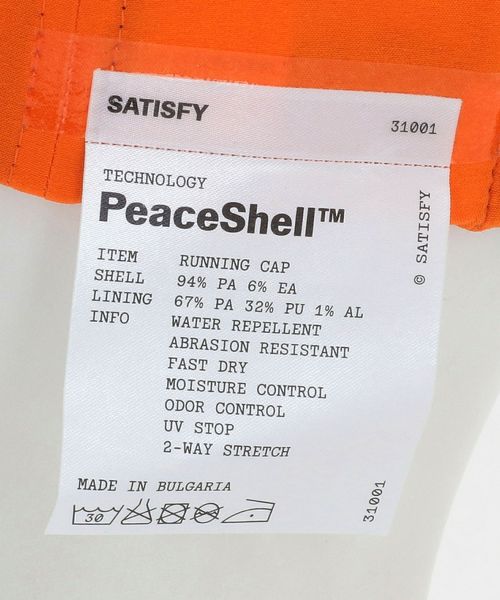 SATISFY
31001
TECHNOLOGY
PeaceShell™
© SATISFY
ITEM RUNNING CAP
SHELL 94% PA 6% EA
LINING 67% PA 32% PU 1% AL
INFO WATER REPELLENT
ABRASION RESISTANT
FAST DRY
MOISTURE CONTROL
ODOR CONTROL
UV STOP
2-WAY STRETCH
MADE IN BULGARIA
30
31001